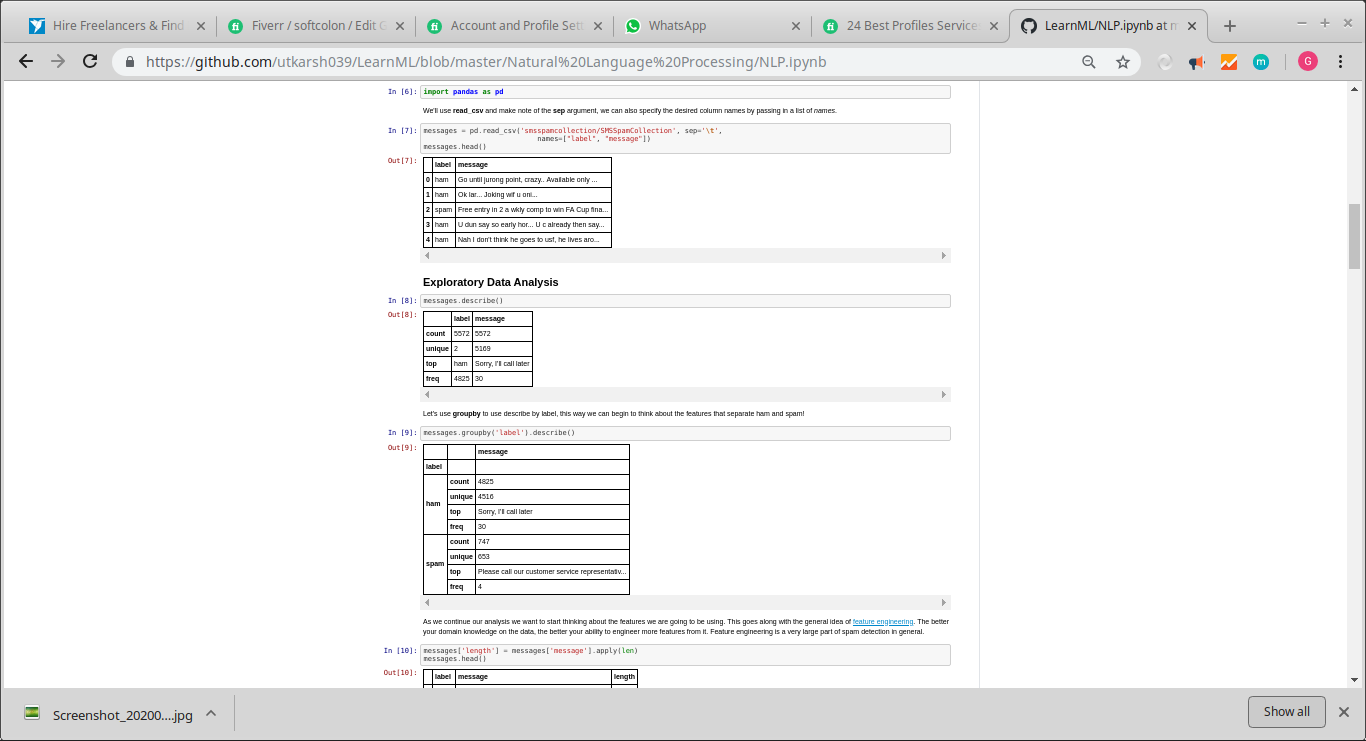 Hire Freelancers & Find
Fiverr / softcolon / Edit G
Account and Profile Sett
WhatsApp
24 Best Profiles Service
LearnML/NLP.ipynb at m
https://github.com/utkarsh039/LearnML/blob/master/Natural%20Language%20Processing/NLP.ipynb
In [6]: import pandas as pd
We'll use read_csv and make note of the sep argument, we can also specify the desired column names by passing in a list of names.
In [7]: messages = pd.read_csv('smsspamcollection/SMSSpamCollection', sep='\t',
names=["label", "message"])
messages.head()
Out[7]:
label message
0 ham Go until jurong point, crazy.. Available only ...
1 ham Ok lar... Joking wif u oni...
2 spam Free entry in 2 a wkly comp to win FA Cup fina...
3 ham U dun say so early hor... U c already then say...
4 ham Nah I don't think he goes to usf, he lives aro...
Exploratory Data Analysis
In [8]: messages.describe()
Out[8]:
label message
count 5572 5572
unique 2 5169
top ham Sorry, I'll call later
freq 4825 30
Let's use groupby to use describe by label, this way we can begin to think about the features that separate ham and spam!
In [9]: messages.groupby('label').describe()
Out[9]:
message
label
ham count 4825
unique 4516
top Sorry, I'll call later
freq 30
spam count 747
unique 653
top Please call our customer service representativ...
freq 4
As we continue our analysis we want to start thinking about the features we are going to be using. This goes along with the general idea of feature engineering. The better
your domain knowledge on the data, the better your ability to engineer more features from it. Feature engineering is a very large part of spam detection in general.
In [10]: messages['length'] = messages['message'].apply(len)
messages.head()
Out[10]:
label message length
Screenshot_20200....jpg
Show all